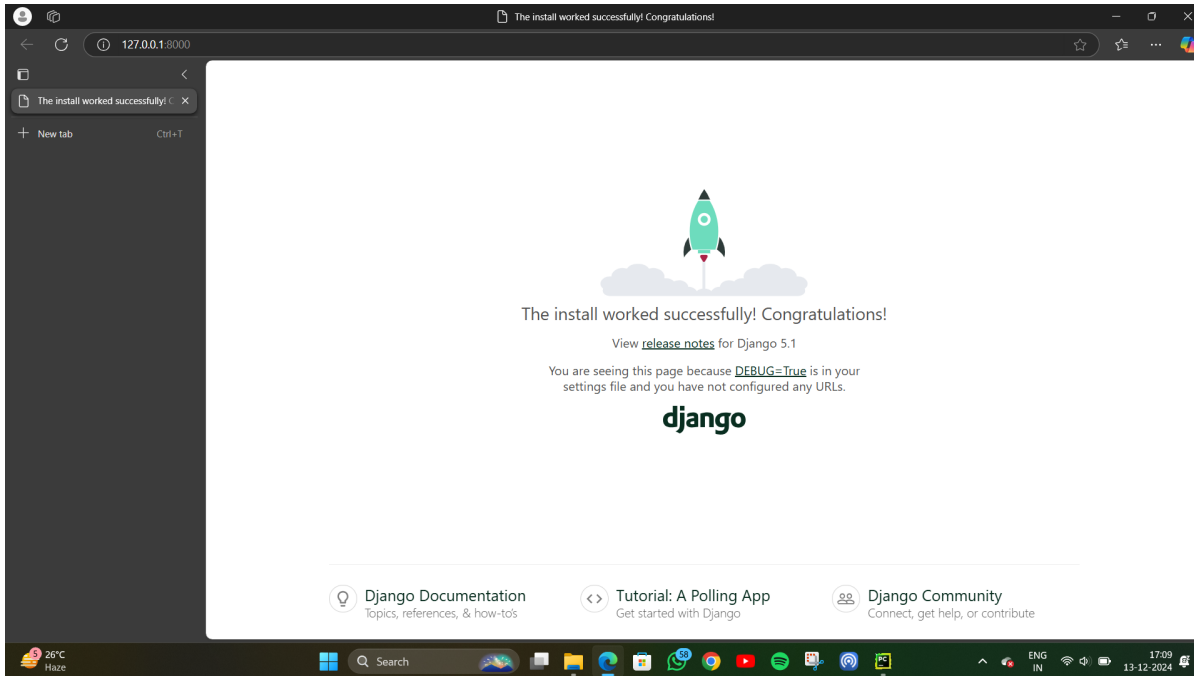 The install worked successfully! Congratulations!
127.0.0.1:8000
The install worked successfully! C
New tab Ctrl+T
The install worked successfully! Congratulations!
View release notes for Django 5.1
You are seeing this page because DEBUG=True is in your
settings file and you have not configured any URLs.
django
Django Documentation
Topics, references, & how-to's
Tutorial: A Polling App
Get started with Django
Django Community
Connect, get help, or contribute
5
26°C
Haze
Search
58
PC
ENG
IN
17:09
13-12-2024